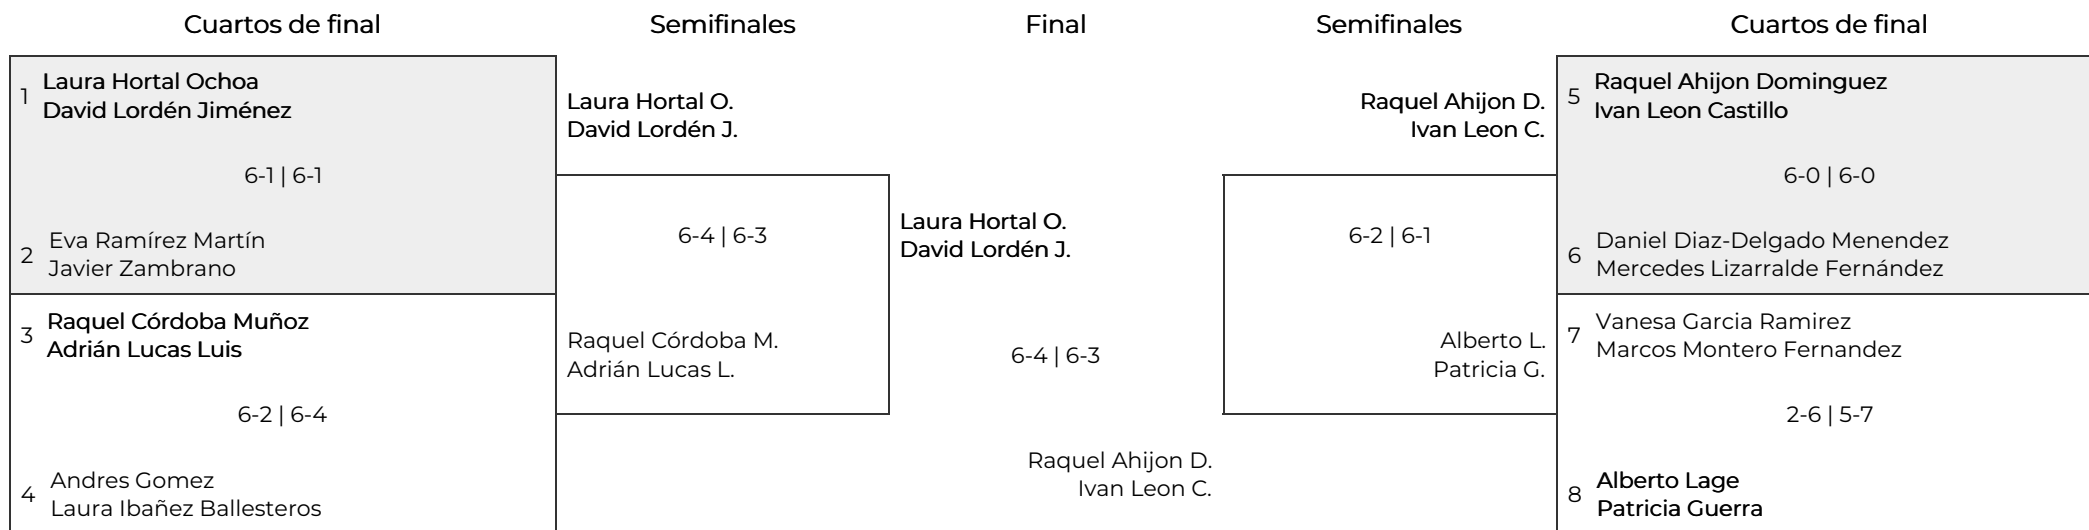 Cuartos de final
Semifinales
Final
Semifinales
Cuartos de final
1
Laura Hortal Ochoa
David Lordén Jiménez
6-1 | 6-1
2
Eva Ramírez Martín
Javier Zambrano
3
Raquel Córdoba Muñoz
Adrián Lucas Luis
6-2 | 6-4
4
Andres Gomez
Laura Ibañez Ballesteros
Laura Hortal O.
David Lordén J.
6-4 | 6-3
Raquel Córdoba M.
Adrián Lucas L.
Laura Hortal O.
David Lordén J.
6-4 | 6-3
Raquel Ahijon D.
Ivan Leon C.
Raquel Ahijon D.
Ivan Leon C.
6-2 | 6-1
Alberto L.
Patricia G.
5
Raquel Ahijon Dominguez
Ivan Leon Castillo
6-0 | 6-0
6
Daniel Diaz-Delgado Menendez
Mercedes Lizarralde Fernández
7
Vanesa Garcia Ramirez
Marcos Montero Fernandez
2-6 | 5-7
8
Alberto Lage
Patricia Guerra